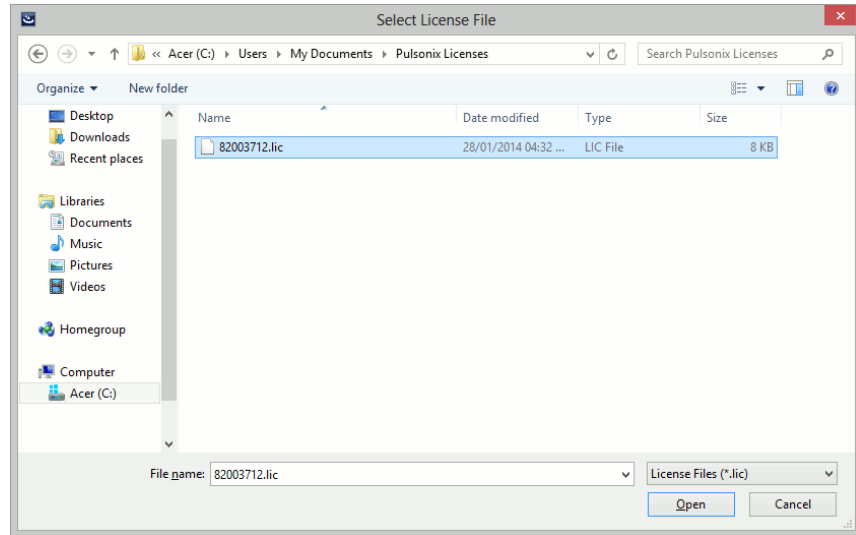 Select License File
« Acer (C:) Users My Documents Pulsonix Licenses
Search Pulsonix Licenses
Organize New folder
Desktop
Downloads
Recent places
Libraries
Documents
Music
Pictures
Videos
Homegroup
Computer
Acer (C:)
Name Date modified Type Size
82003712.lic 28/01/2014 04:32 ... LIC File 8 KB
File name: 82003712.lic
License Files (*.lic)
Open Cancel